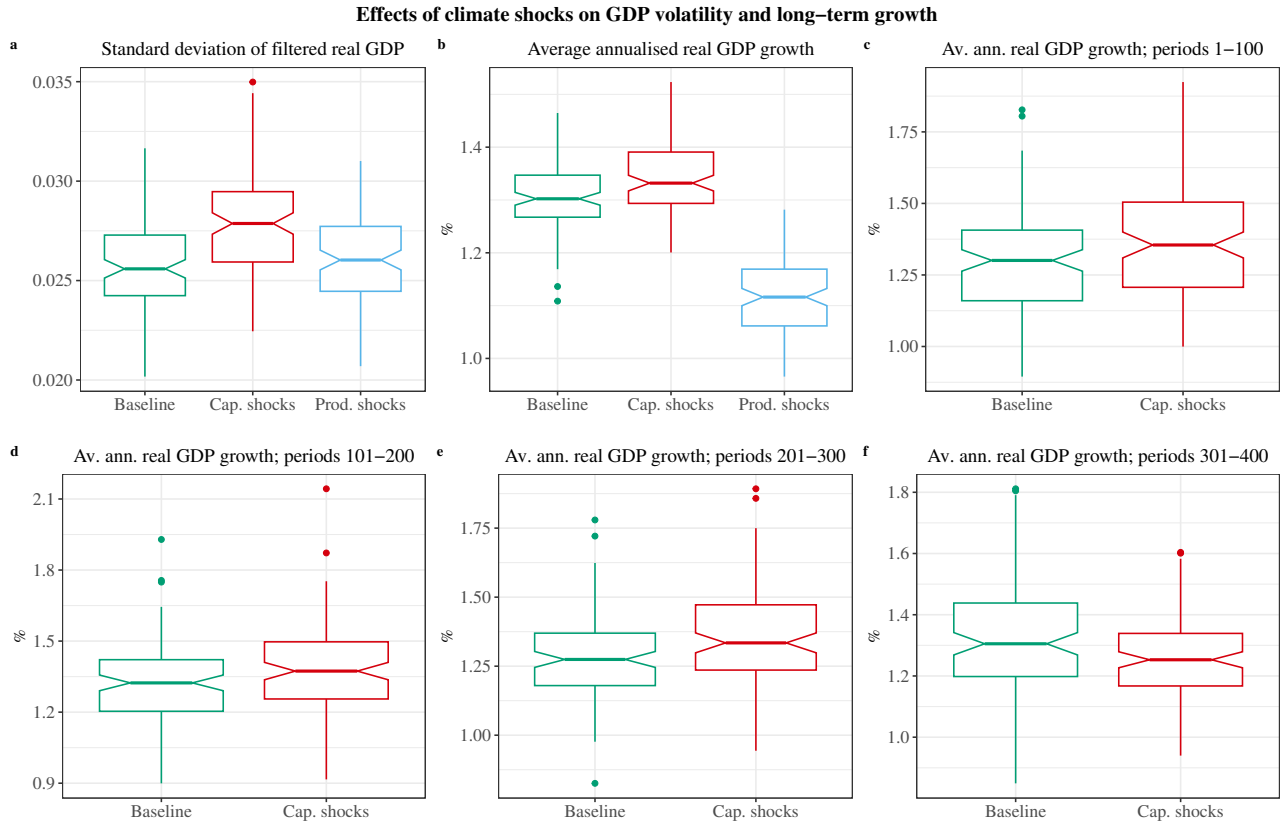 Effects of climate shocks on GDP volatility and long−term growth
a
Standard deviation of filtered real GDP
0.035
0.030
0.025
0.020
Baseline
Cap. shocks
Prod. shocks
b
Average annualised real GDP growth
%
1.4
1.2
1.0
Baseline
Cap. shocks
Prod. shocks
c
Av. ann. real GDP growth; periods 1−100
%
1.75
1.50
1.25
1.00
Baseline
Cap. shocks
d
Av. ann. real GDP growth; periods 101−200
%
2.1
1.8
1.5
1.2
0.9
Baseline
Cap. shocks
e
Av. ann. real GDP growth; periods 201−300
%
1.75
1.50
1.25
1.00
Baseline
Cap. shocks
f
Av. ann. real GDP growth; periods 301−400
%
1.8
1.6
1.4
1.2
1.0
Baseline
Cap. shocks